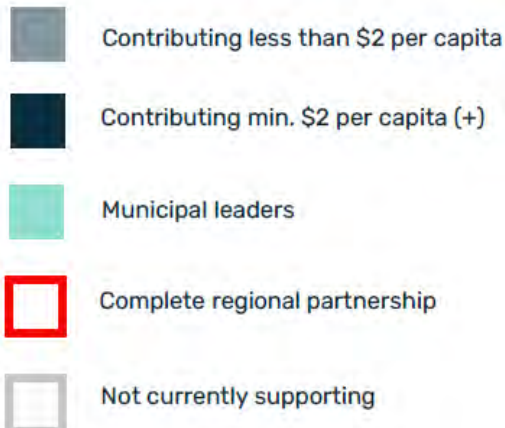 Contributing less than $2 per capita
Contributing min. $2 per capita (+)
Municipal leaders
Complete regional partnership
Not currently supporting